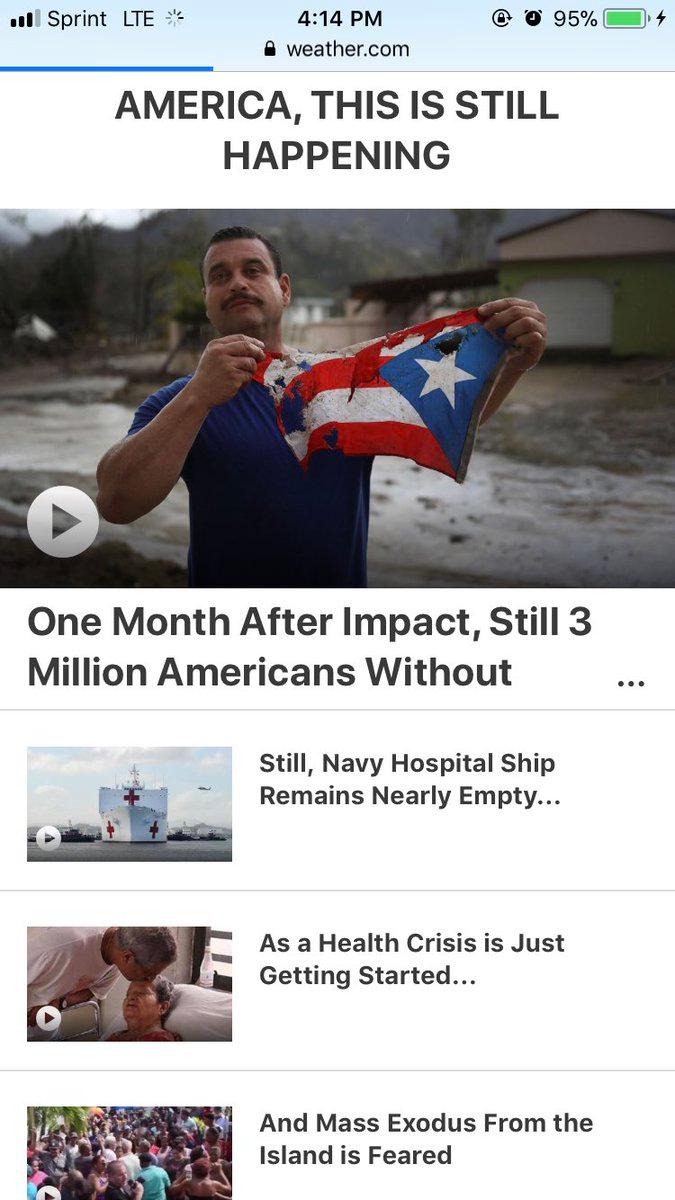 Sprint LTE 4:14 PM 95%
weather.com
AMERICA, THIS IS STILL
HAPPENING
One Month After Impact, Still 3
Million Americans Without ...
Still, Navy Hospital Ship
Remains Nearly Empty...
As a Health Crisis is Just
Getting Started...
And Mass Exodus From the
Island is Feared